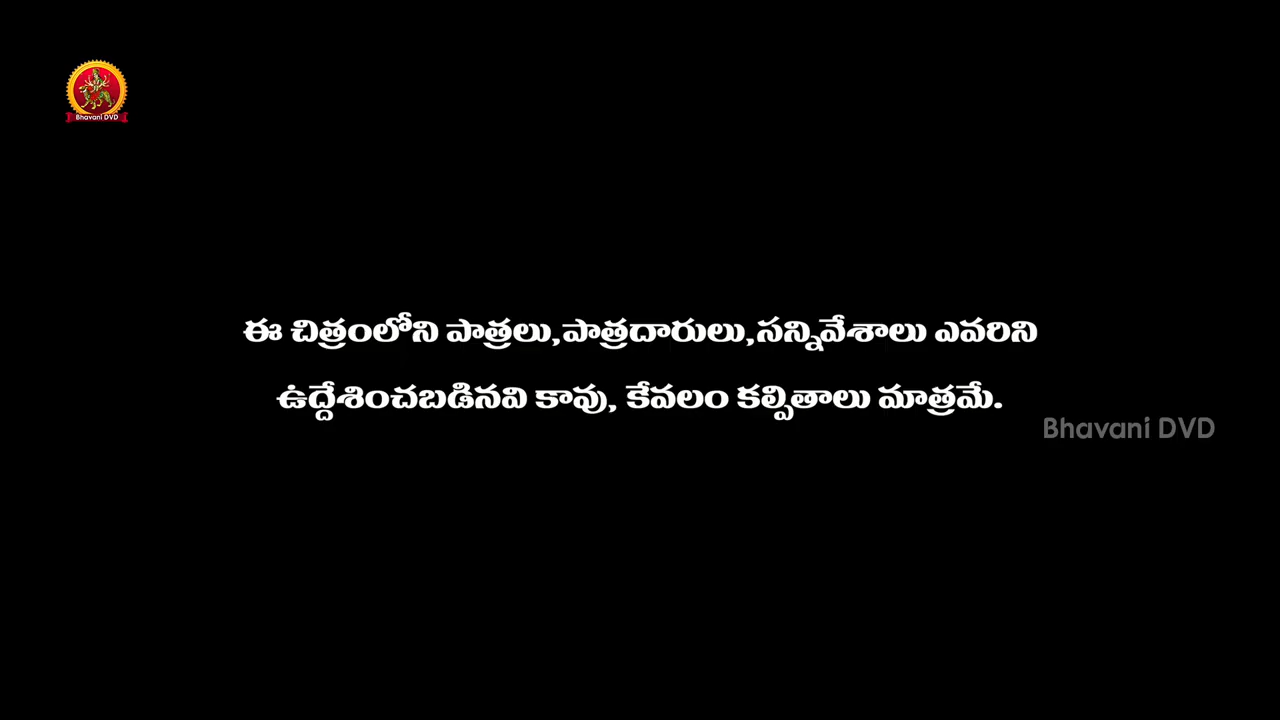 Bhavani DVD
ఈ చిత్రంలోని పాత్రలు,పాత్రదారులు,సన్నివేశాలు ఎవరిని
ఉద్దేశించబడినవి కావు, కేవలం కల్పితాలు మాత్రమే.
Bhavani DVD